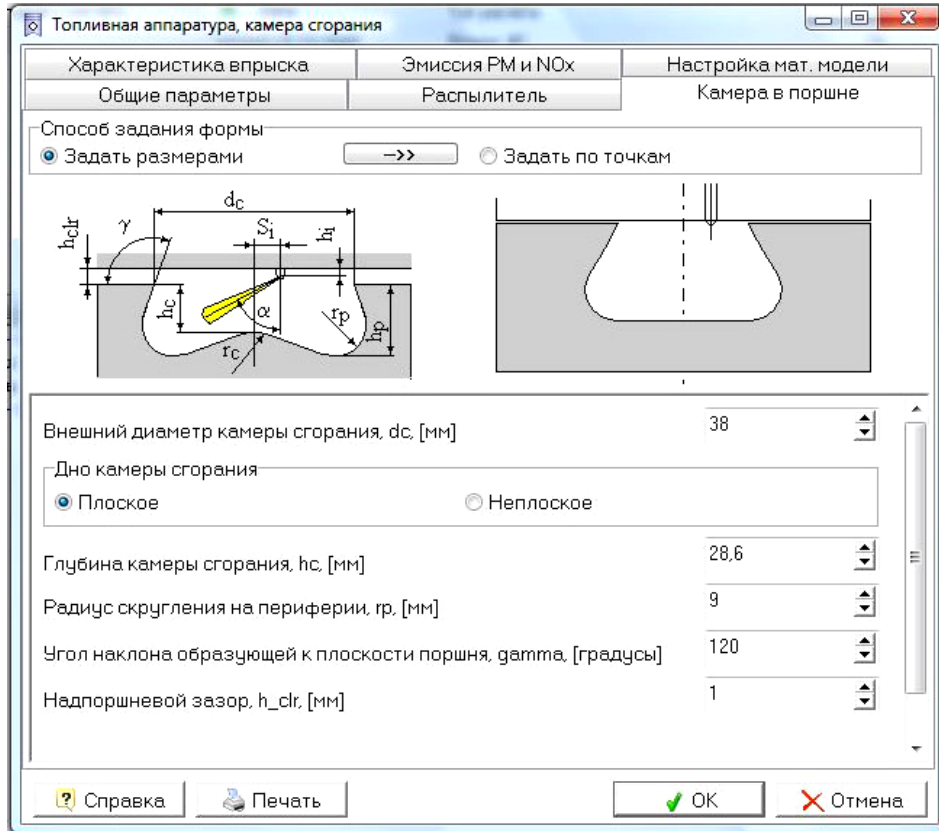 Топливная аппаратура, камера сгорания
Характеристика впрыска
Эмиссия PM и NOx
Настройка мат. модели
Общие параметры
Распылитель
Камера в поршне
Способ задания формы
Задать размерами
—>>
Задать по точкам
dc
Si
hi
γ
hclr
hc
α
rp
hp
rc
Внешний диаметр камеры сгорания, dc, [мм]
38
Дно камеры сгорания
Плоское
Неплоское
Глубина камеры сгорания, hc, [мм]
28,6
Радиус скругления на периферии, rp, [мм]
9
Угол наклона образующей к плоскости поршня, gamma, [градусы]
120
Надпоршневой зазор, h_clr, [мм]
1
? Справка
Печать
OK
Отмена